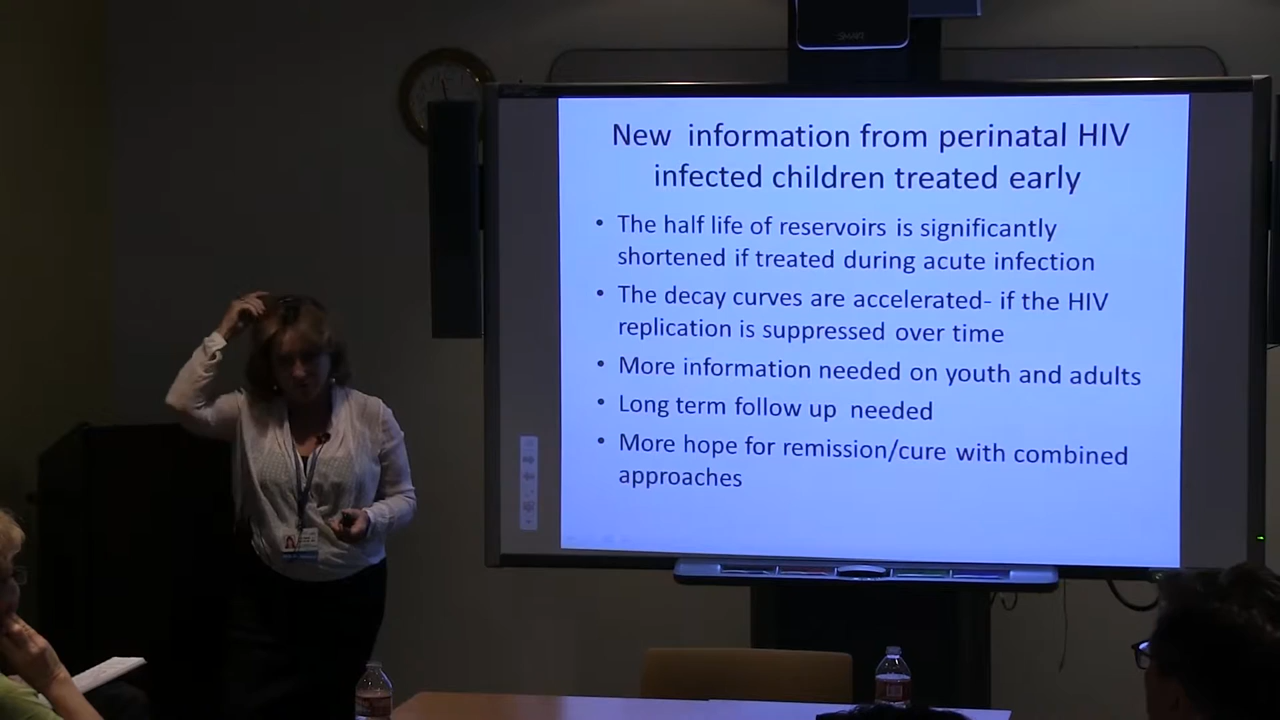 SMART
New information from perinatal HIV
infected children treated early
• The half life of reservoirs is significantly
shortened if treated during acute infection
• The decay curves are accelerated- if the HIV
replication is suppressed over time
• More information needed on youth and adults
• Long term follow up needed
• More hope for remission/cure with combined
approaches